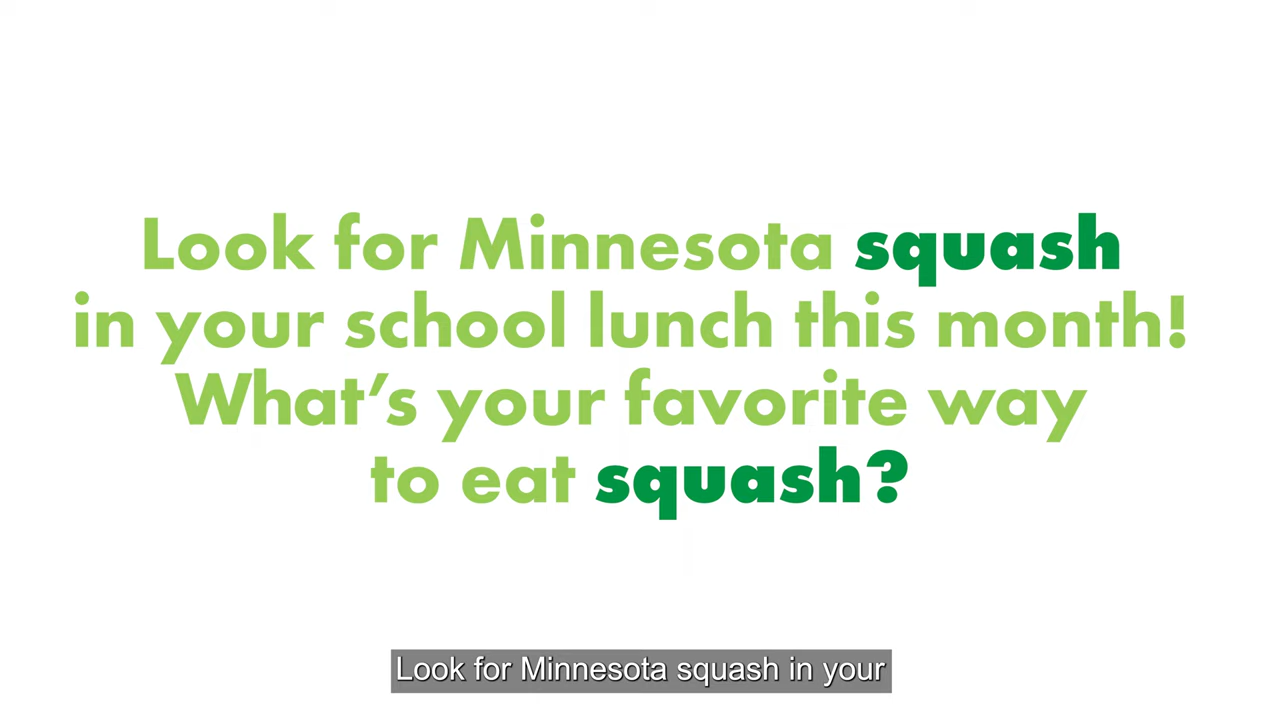 Look for Minnesota squash
in your school lunch this month!
What's your favorite way
to eat squash?
Look for Minnesota squash in your